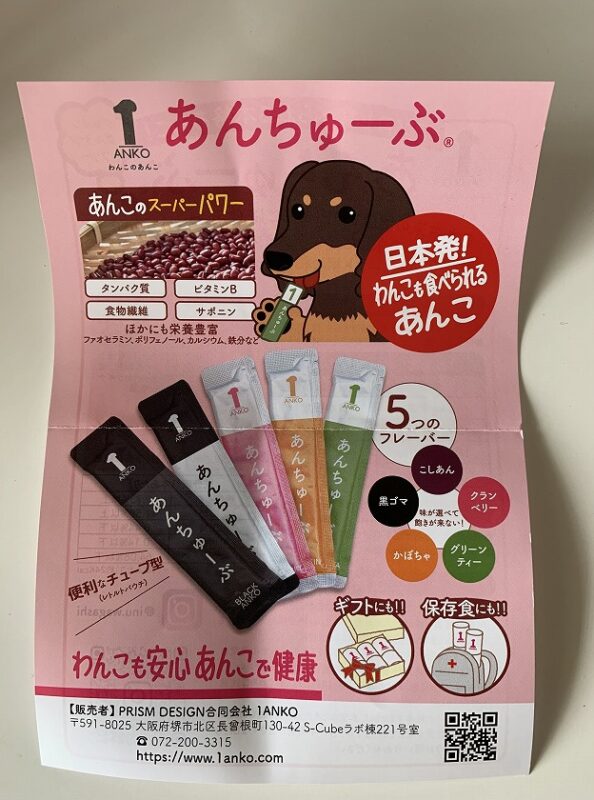 1
ANKO
わんこのあんこ
あんちゅーぶ®
あんこのスーパーパワー
タンパク質
ビタミンB
食物繊維
サポニン
ほかにも栄養豊富
ファオセラミン、ポリフェノール、カルシウム、鉄分など
日本発!
わんこも食べられる
あんこ
1
5つの
フレーバー
こしあん
クラン
ベリー
グリーン
ティー
かぼちゃ
黒ゴマ
味が選べて
飽きが来ない!
1
ANKO
あんちゅーぶ
BLACK
ANKO
1
ANKO
あんちゅーぶ
1
ANKO
あんちゅーぶ
1
ANKO
あんちゅーぶ
1
ANKO
あんちゅーぶ
便利なチューブ型
(レトルトパウチ)
ギフトにも!!
保存食にも!!
わんこも安心 あんこで健康
【販売者】PRISM DESIGN合同会社 1ANKO
〒591-8025 大阪府堺市北区長曾根町130-42 S-Cubeラボ棟221号室
☎ 072-200-3315
https://www.1anko.com
@inu.wagashi